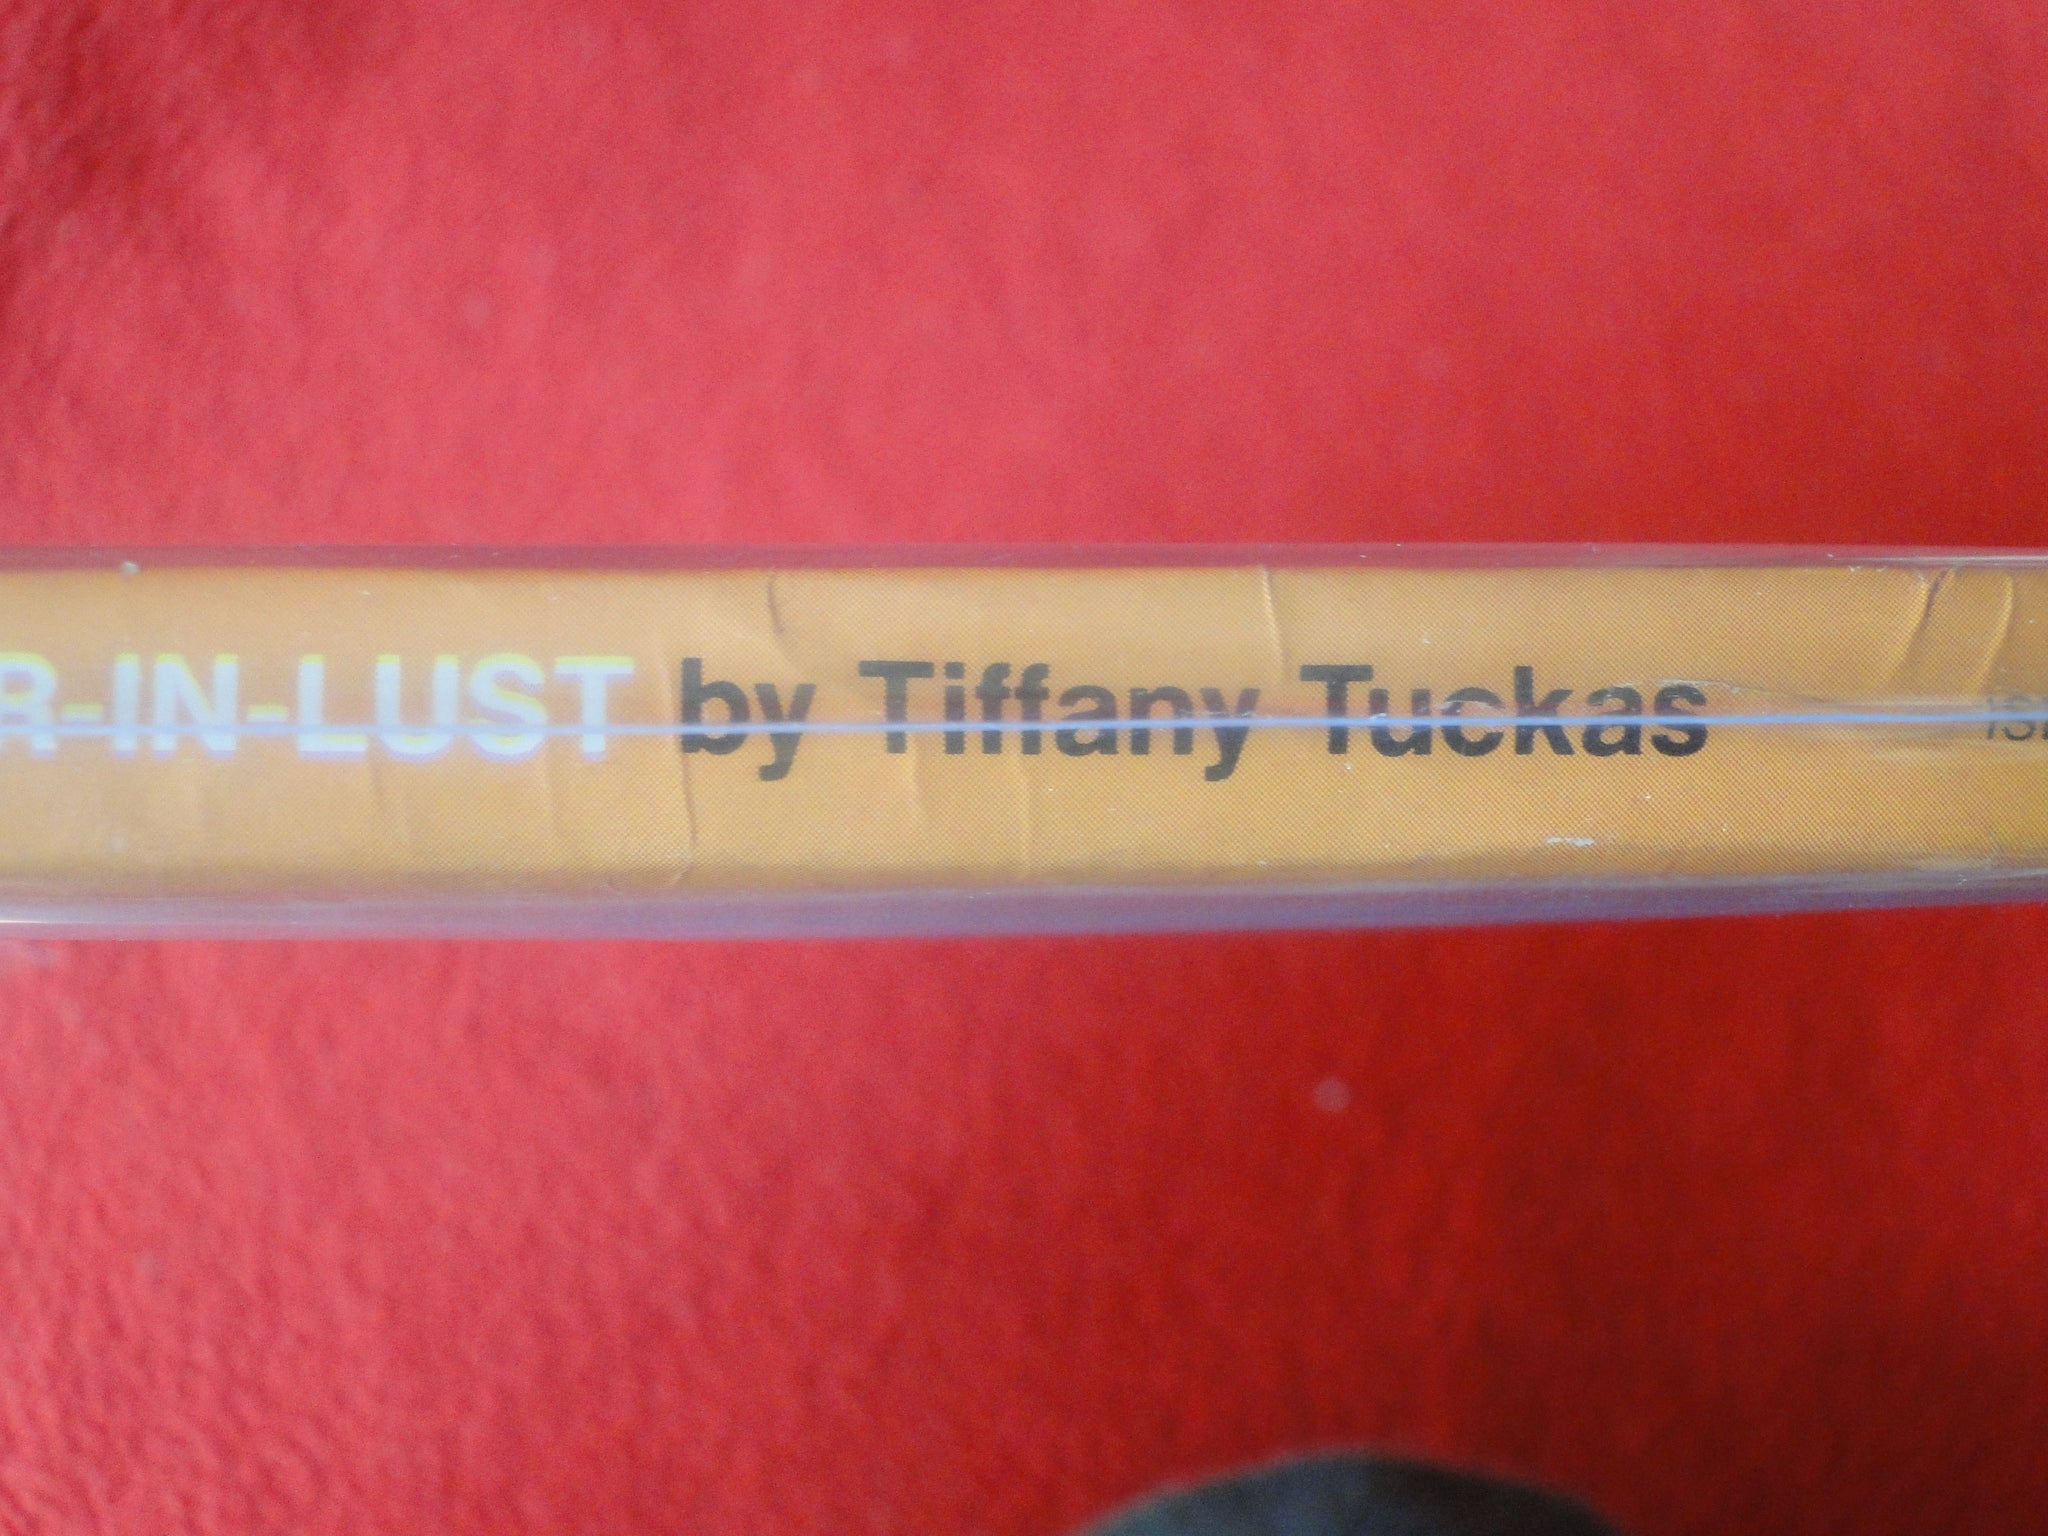 R-IN-LUST by Tiffany Tuckas